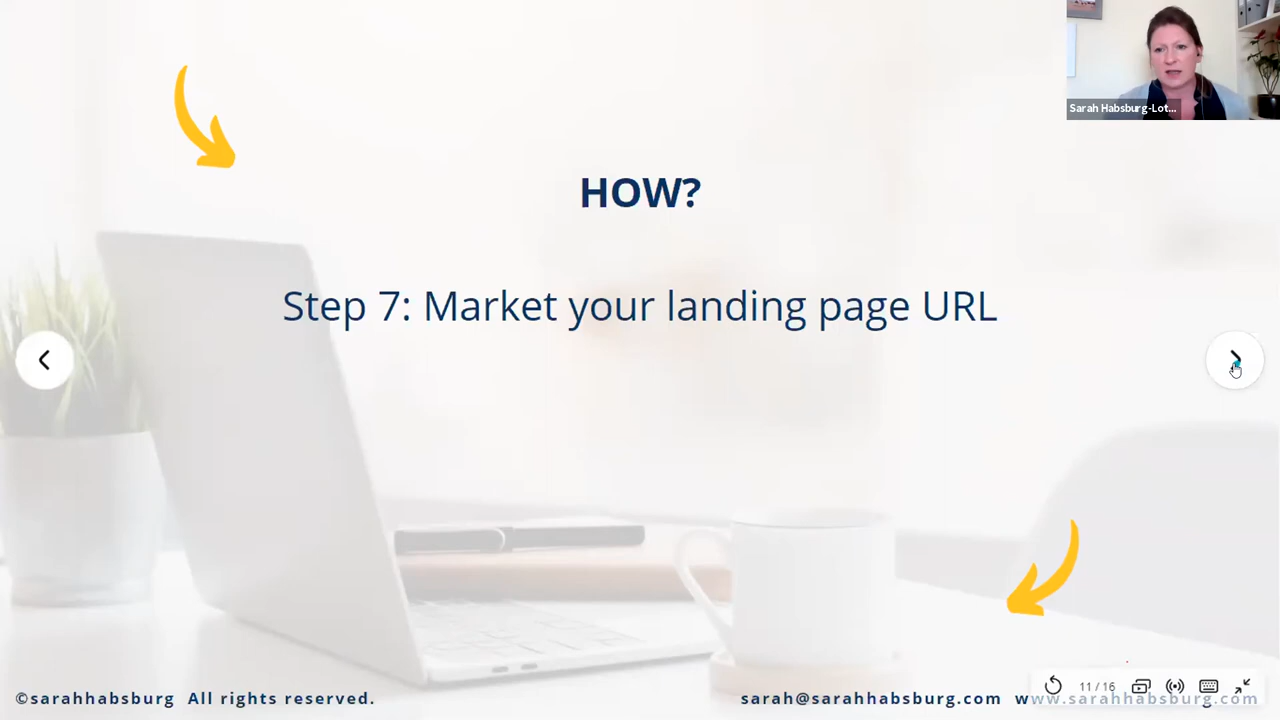 Sarah Habsburg-Lot...
HOW?
Step 7: Market your landing page URL
©sarahhabsburg All rights reserved.
sarah@sarahhabsburg.com www.sarahhabsburg.com
11 / 16